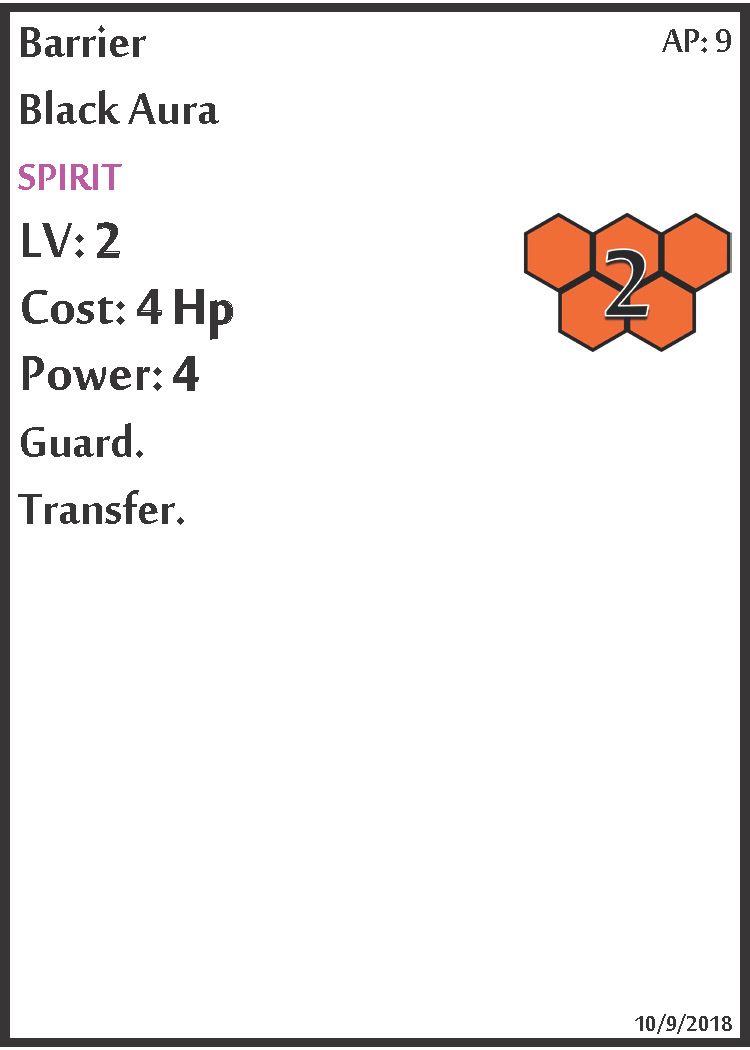 Barrier
AP: 9
Black Aura
SPIRIT
LV: 2
2
Cost: 4 Hp
Power: 4
Guard.
Transfer.
10/9/2018